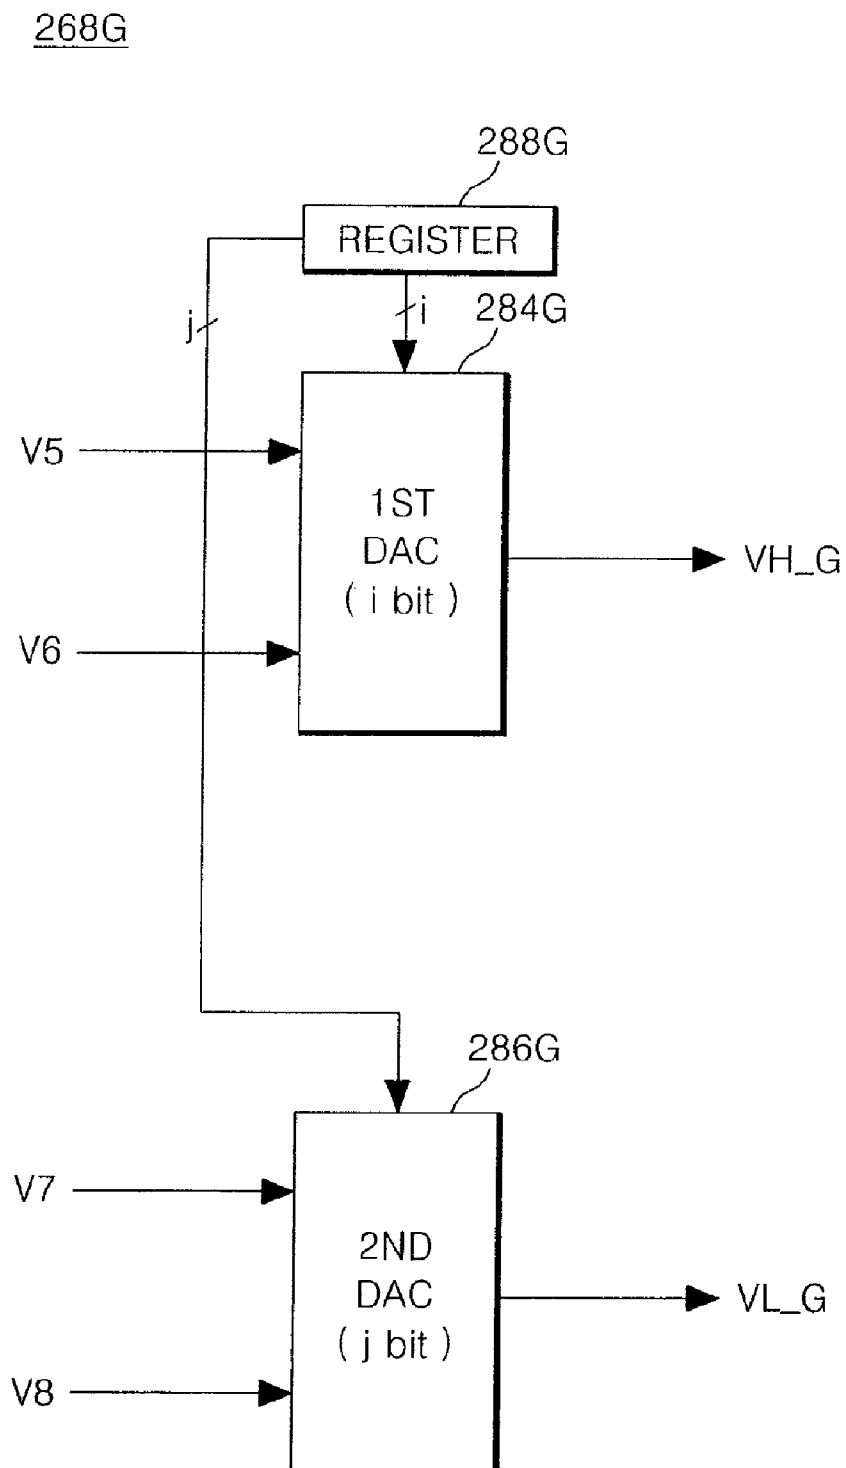 268G
288G
REGISTER
j
i
284G
V5
1ST
DAC
( i bit )
VH_G
V6
286G
V7
2ND
DAC
( j bit )
VL_G
V8